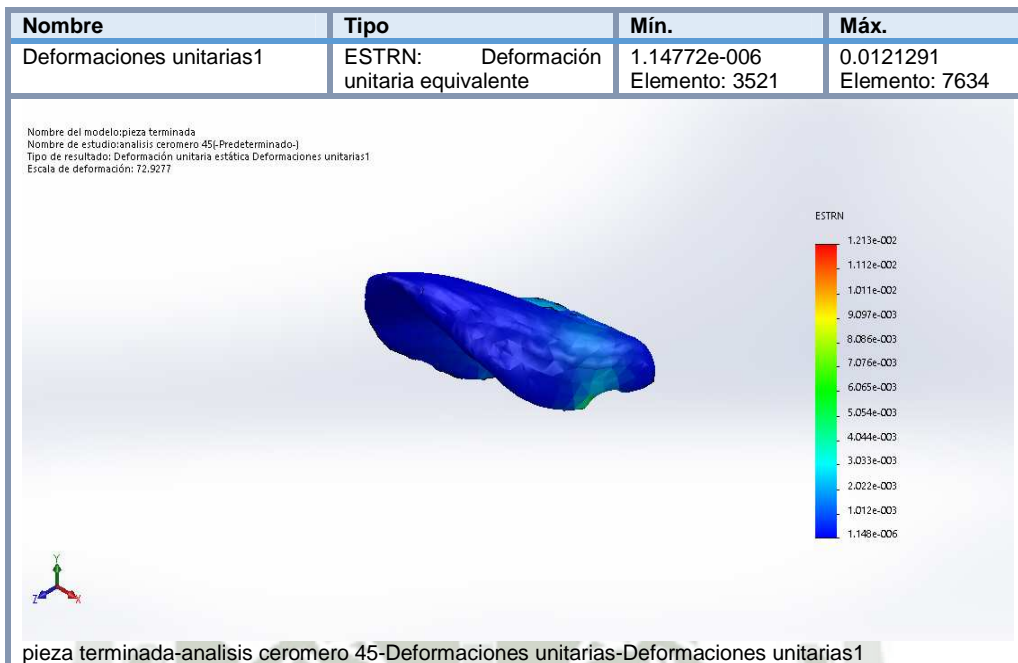 Nombre Tipo Mín. Máx.
Deformaciones unitarias1 ESTRN: Deformación 1.14772e-006 0.0121291
unitaria equivalente Elemento: 3521 Elemento: 7634
Nombre del modelo:pieza terminada
Nombre de estudio:analisis ceromero 45(-Predeterminado-)
Tipo de resultado: Deformación unitaria estática Deformaciones unitarias1
Escala de deformación: 72.9277
ESTRN
1.213e-002
1.112e-002
1.011e-002
9.097e-003
8.086e-003
7.076e-003
6.065e-003
5.054e-003
4.044e-003
3.033e-003
2.022e-003
1.012e-003
1.148e-006
Y
Z X
pieza terminada-analisis ceromero 45-Deformaciones unitarias-Deformaciones unitarias1